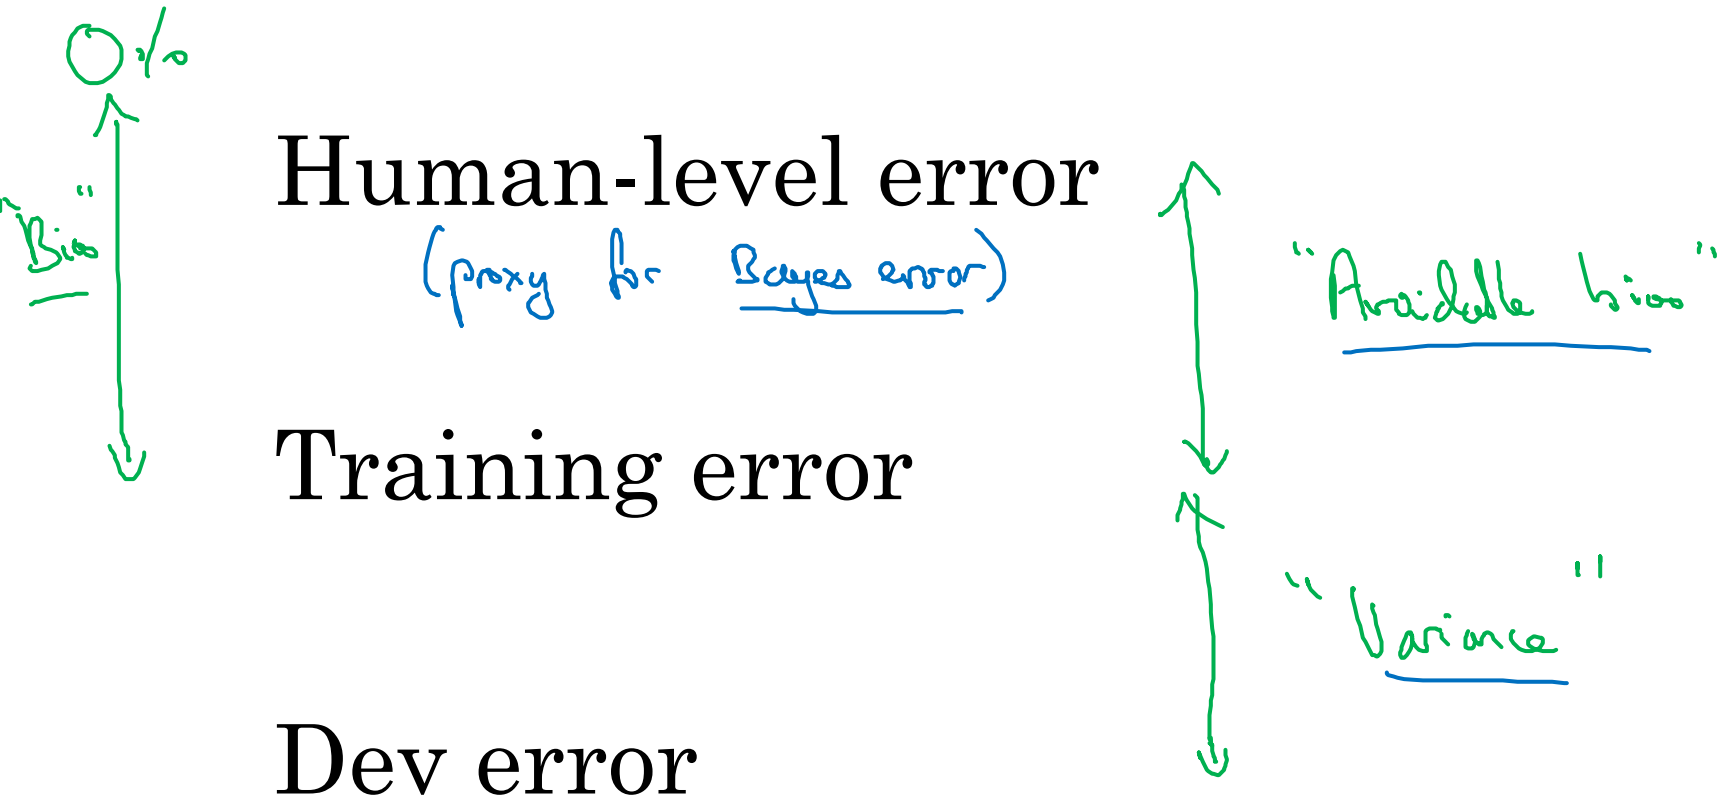 0%
Human-level error
"Bias"
(proxy for Bayes error)
"Avoidable bias"
Training error
"Variance"
Dev error